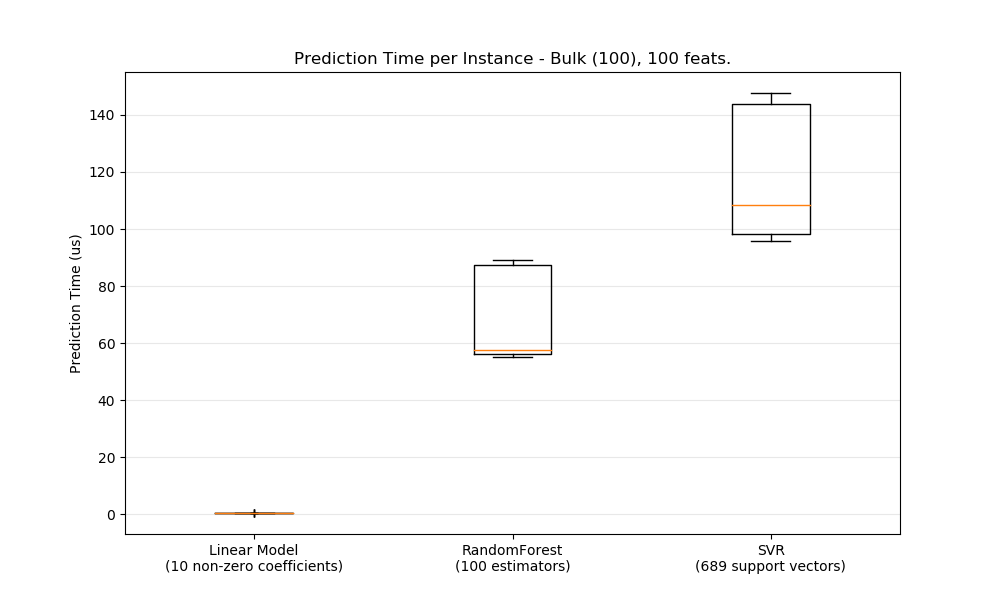 Prediction Time per Instance - Bulk (100), 100 feats.
Prediction Time (us)
140
120
100
80
60
40
20
0
Linear Model
(10 non-zero coefficients)
RandomForest
(100 estimators)
SVR
(689 support vectors)